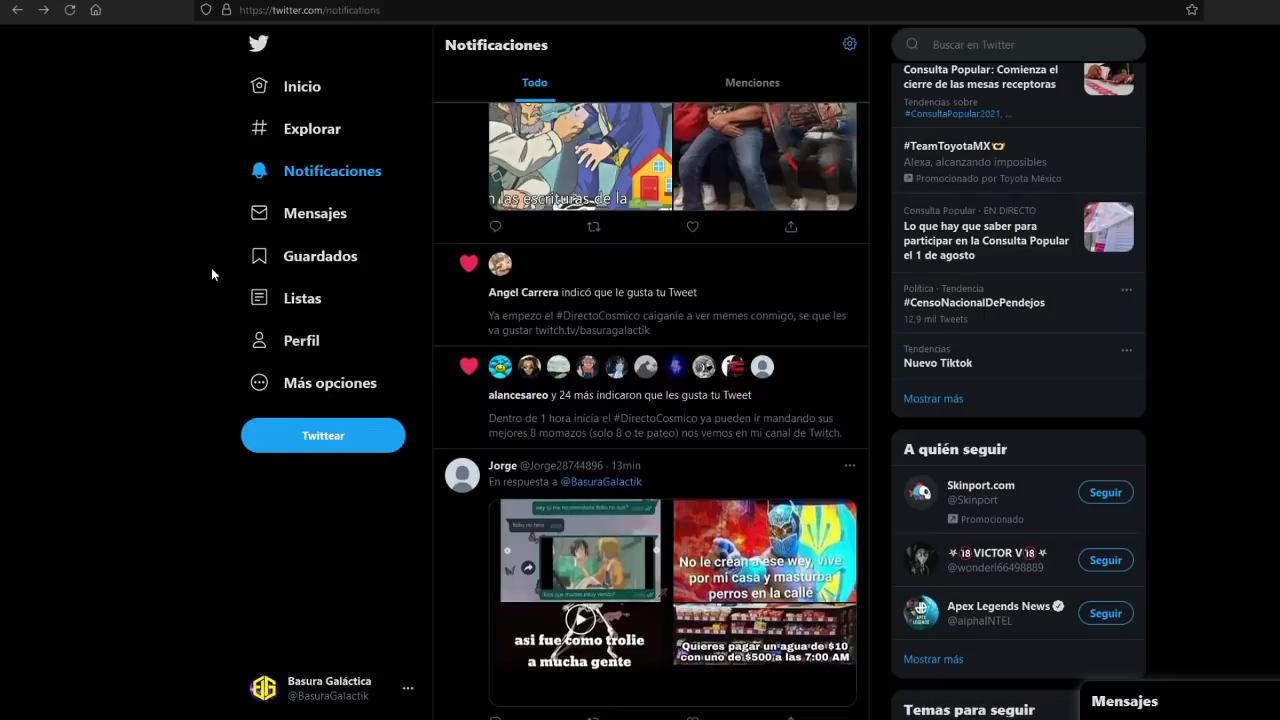 https://twitter.com/notifications
Inicio
Explorar
Notificaciones
Mensajes
Guardados
Listas
Perfil
Más opciones
Twittear
Basura Galáctica
@BasuraGalactik
Notificaciones
Todo
Menciones
n las escrituras de la
Angel Carrera indicó que le gusta tu Tweet
Ya empezo el #DirectoCosmico caiganle a ver memes conmigo, se que les
va gustar twitch.tv/basuragalactik
alancesareo y 24 más indicaron que les gusta tu Tweet
Dentro de 1 hora inicia el #DirectoCosmico ya pueden ir mandando sus
mejores 8 momazos (solo 8 o te pateo) nos vemos en mi canal de Twitch.
Jorge @Jorge28744896 · 13min
En respuesta a @BasuraGalactik
No le crean a ese wey, vive
por mi casa y masturba
perros en la calle
asi fue como trolie
a mucha gente
Quieres pagar un agua de $10
con uno de $500 a las 7:00 AM
Buscar en Twitter
Consulta Popular: Comienza el
cierre de las mesas receptoras
Tendencias sobre
#ConsultaPopular2021, ...
#TeamToyotaMX
Alexa, alcanzando imposibles
Promocionado por Toyota México
Consulta Popular · EN DIRECTO
Lo que hay que saber para
participar en la Consulta Popular
el 1 de agosto
Política · Tendencia
#CensoNacionalDePendejos
12,9 mil Tweets
Tendencias
Nuevo Tiktok
Mostrar más
A quién seguir
Skinport.com
@Skinport
Seguir
Promocionado
VICTOR V
@wonderl66498889
Seguir
Apex Legends News
@alphaINTEL
Seguir
Mostrar más
Temas para seguir
Mensajes